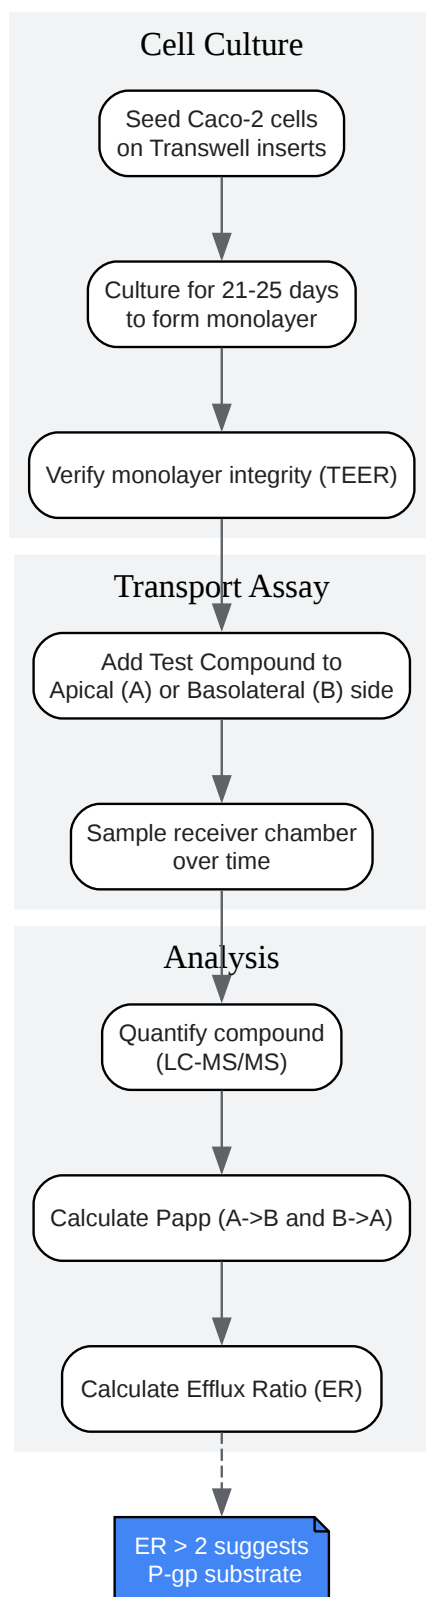 Cell Culture
Seed Caco-2 cells
on Transwell inserts
Culture for 21-25 days
to form monolayer
Verify monolayer integrity (TEER)
Transport Assay
Add Test Compound to
Apical (A) or Basolateral (B) side
Sample receiver chamber
over time
Analysis
Quantify compound
(LC-MS/MS)
Calculate Papp (A->B and B->A)
Calculate Efflux Ratio (ER)
ER > 2 suggests
P-gp substrate